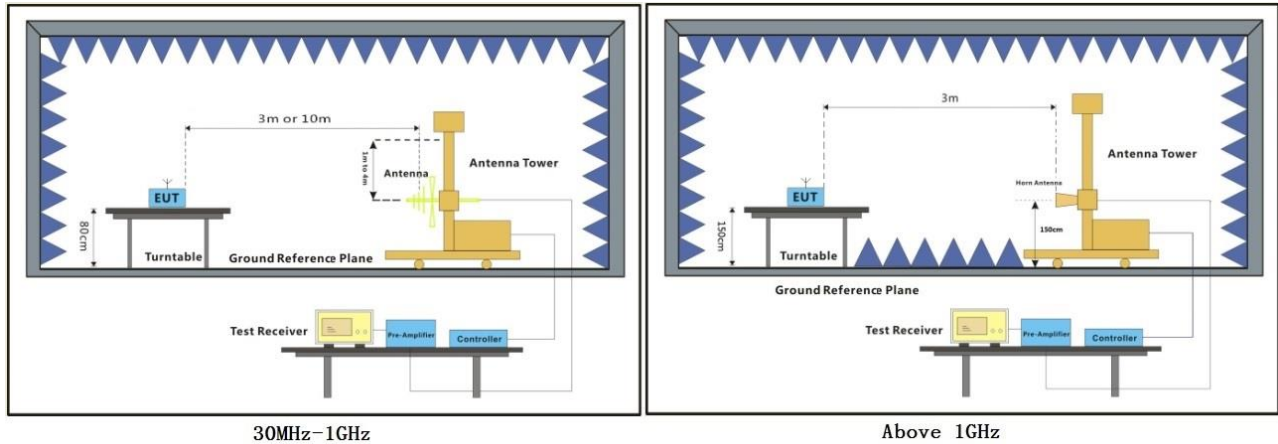 3m or 10m
1m to 4m
Antenna
Antenna Tower
EUT
80cm
Turntable
Ground Reference Plane
Test Receiver
Pre-Amplifier
Controller
30MHz-1GHz
3m
Antenna Tower
Horn Antenna
EUT
150cm
150cm
Turntable
Ground Reference Plane
Test Receiver
Pre-Amplifier
Controller
Above 1GHz